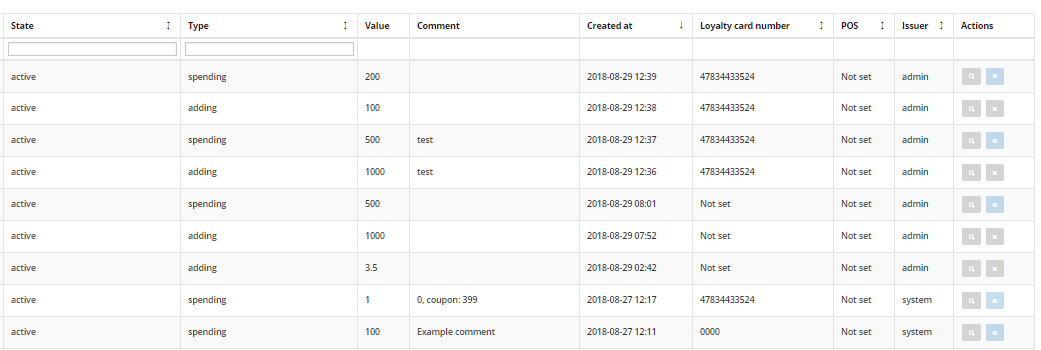 State Type Value Comment Created at Loyalty card number POS Issuer Actions
active spending 200 2018-08-29 12:39 47834433524 Not set admin
active adding 100 2018-08-29 12:38 47834433524 Not set admin
active spending 500 test 2018-08-29 12:37 47834433524 Not set admin
active adding 1000 test 2018-08-29 12:36 47834433524 Not set admin
active spending 500 2018-08-29 08:01 Not set Not set admin
active adding 1000 2018-08-29 07:52 Not set Not set admin
active adding 3.5 2018-08-29 02:42 Not set Not set admin
active spending 1 0, coupon: 399 2018-08-27 12:17 47834433524 Not set system
active spending 100 Example comment 2018-08-27 12:11 0000 Not set system